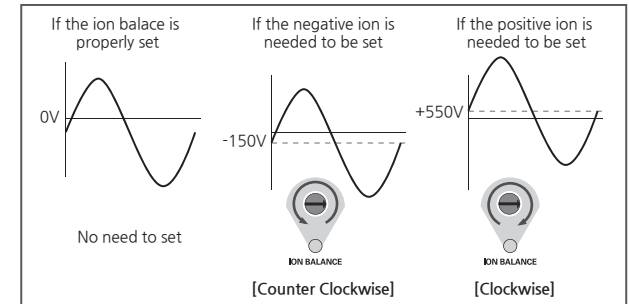 If the ion balace is
properly set
0V
No need to set
If the negative ion is
needed to be set
-150V
ION BALANCE
[Counter Clockwise]
If the positive ion is
needed to be set
+550V
ION BALANCE
[Clockwise]